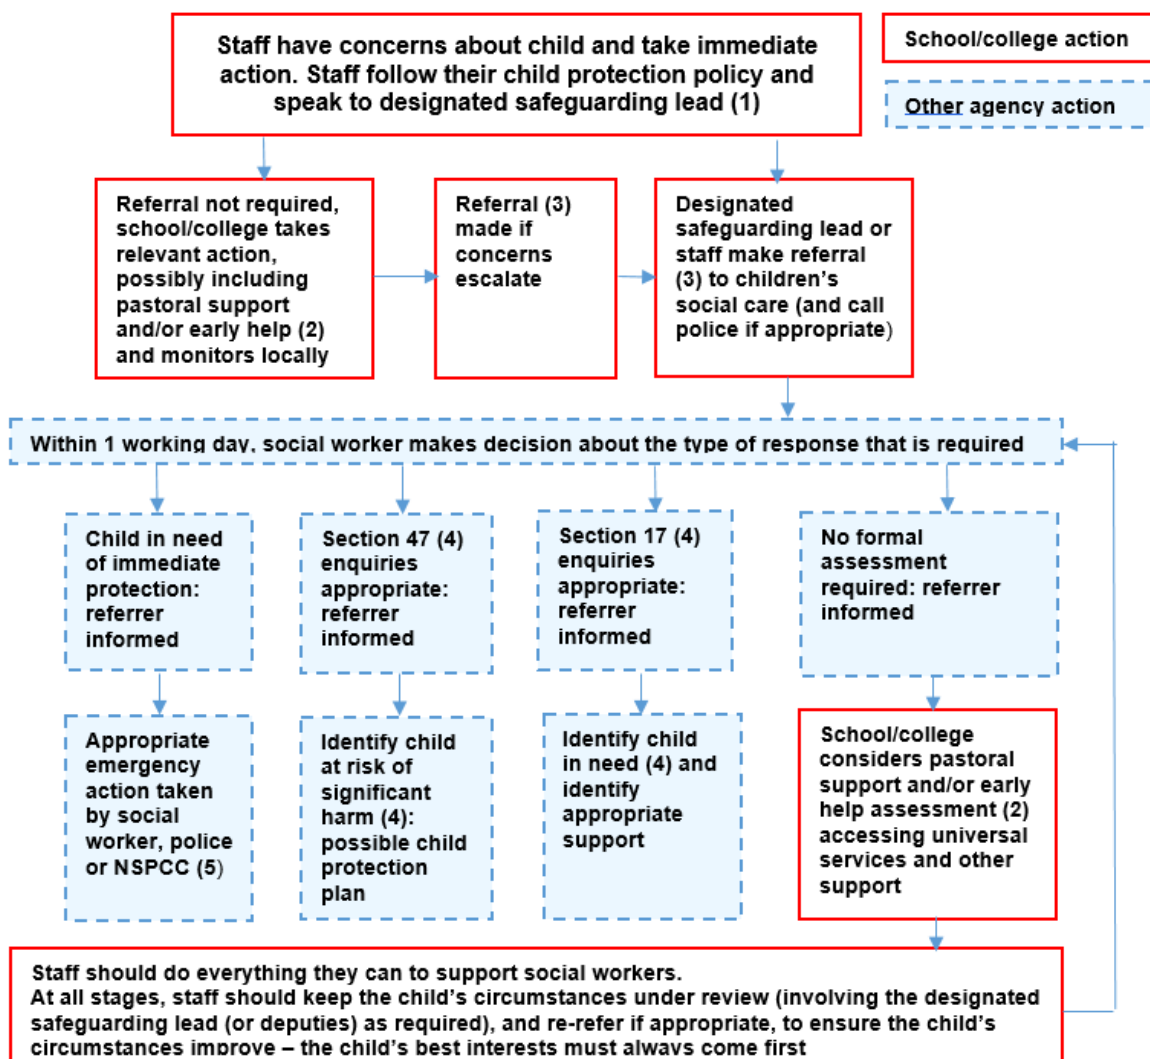 Staff have concerns about child and take immediate
action. Staff follow their child protection policy and
speak to designated safeguarding lead (1)
School/college action
Other agency action
Referral not required,
school/college takes
relevant action,
possibly including
pastoral support
and/or early help (2)
and monitors locally
Referral (3)
made if
concerns
escalate
Designated
safeguarding lead or
staff make referral
(3) to children’s
social care (and call
police if appropriate)
Within 1 working day, social worker makes decision about the type of response that is required
Child in need
of immediate
protection:
referrer
informed
Section 47 (4)
enquiries
appropriate:
referrer
informed
Section 17 (4)
enquiries
appropriate:
referrer
informed
No formal
assessment
required: referrer
informed
Appropriate
emergency
action taken
by social
worker, police
or NSPCC (5)
Identify child
at risk of
significant
harm (4):
possible child
protection
plan
Identify child
in need (4) and
identify
appropriate
support
School/college
considers pastoral
support and/or early
help assessment (2)
accessing universal
services and other
support
Staff should do everything they can to support social workers.
At all stages, staff should keep the child’s circumstances under review (involving the designated
safeguarding lead (or deputies) as required), and re-refer if appropriate, to ensure the child’s
circumstances improve – the child’s best interests must always come first